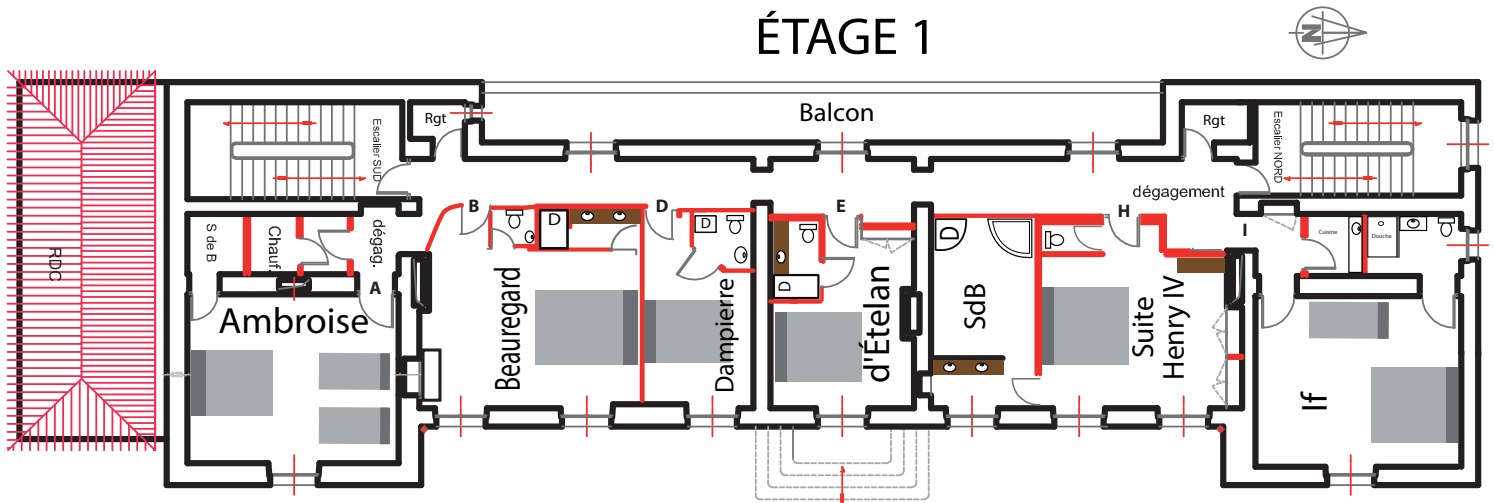 ÉTAGE 1
N
Balcon
Rgt
Rgt
Escalier SUD
Escalier NORD
dégagement
RDC
S de B
Chauf.
dégag.
A
B
D
E
H
I
D
D
D
D
Cuisine
Douche
Ambroise
Beauregard
Dampierre
d'Ételan
SdB
Suite
Henry IV
If